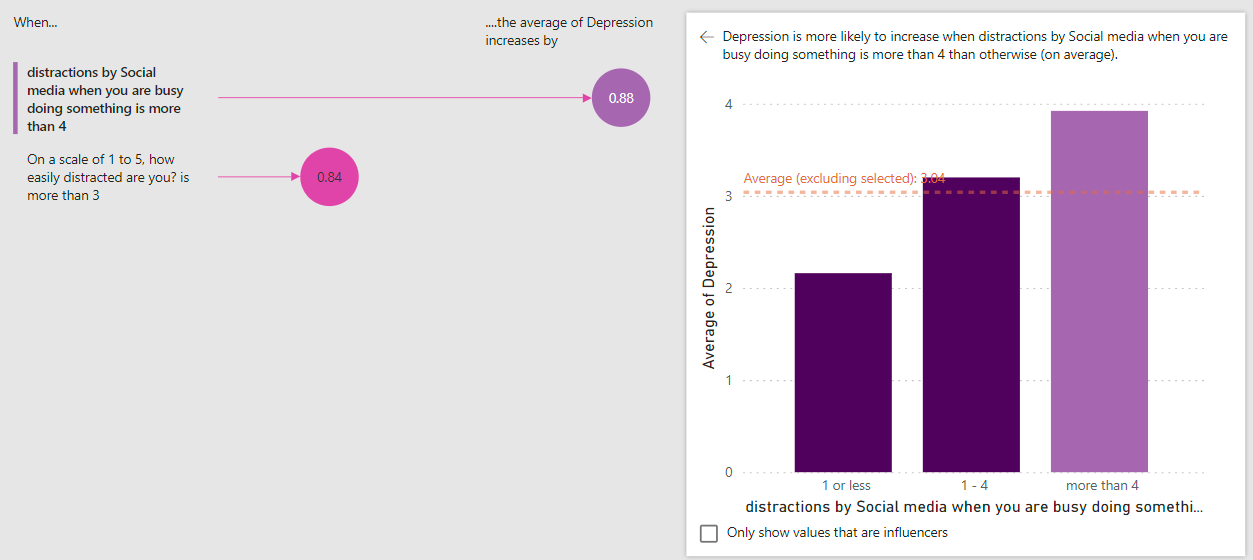 When...
....the average of Depression
increases by
distractions by Social
media when you are busy
doing something is more
than 4
0.88
On a scale of 1 to 5, how
easily distracted are you? is
more than 3
0.84
Depression is more likely to increase when distractions by Social media when you are
busy doing something is more than 4 than otherwise (on average).
4
Average (excluding selected): 3.04
3
2
1
0
Average of Depression
1 or less
1 - 4
more than 4
distractions by Social media when you are busy doing somethi...
Only show values that are influencers